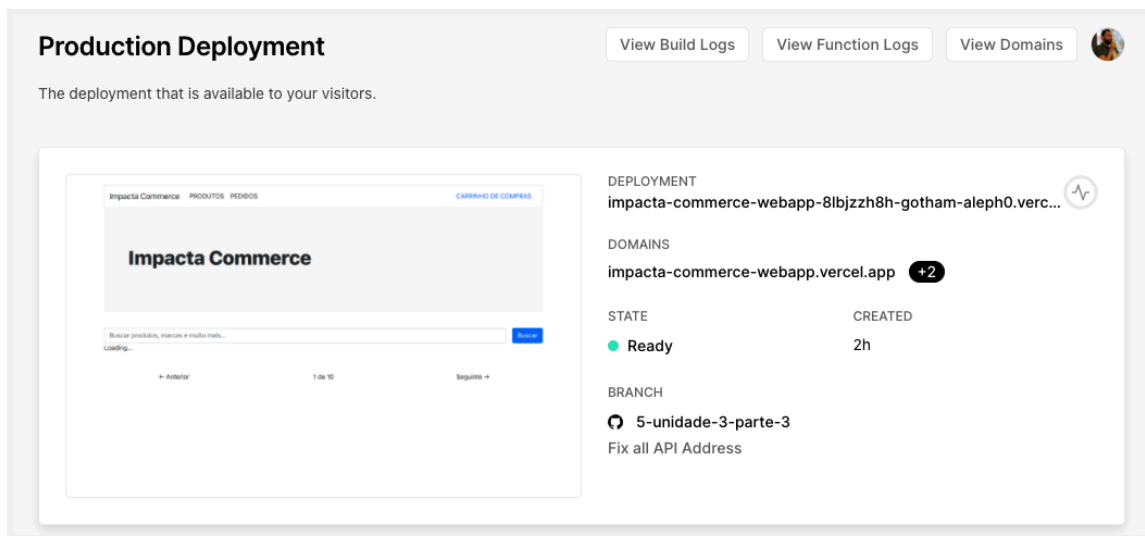 Production Deployment
View Build Logs
View Function Logs
View Domains
The deployment that is available to your visitors.
Impacta Commerce PRODUTOS PEDIDOS CARRINHO DE COMPRAS
Impacta Commerce
Buscar produtos, marcas e muito mais... Buscar
Loading...
← Anterior 1 de 10 Seguinte →
DEPLOYMENT
impacta-commerce-webapp-8lbjzzh8h-gotham-aleph0.verc...
DOMAINS
impacta-commerce-webapp.vercel.app +2
STATE CREATED
Ready 2h
BRANCH
5-unidade-3-parte-3
Fix all API Address